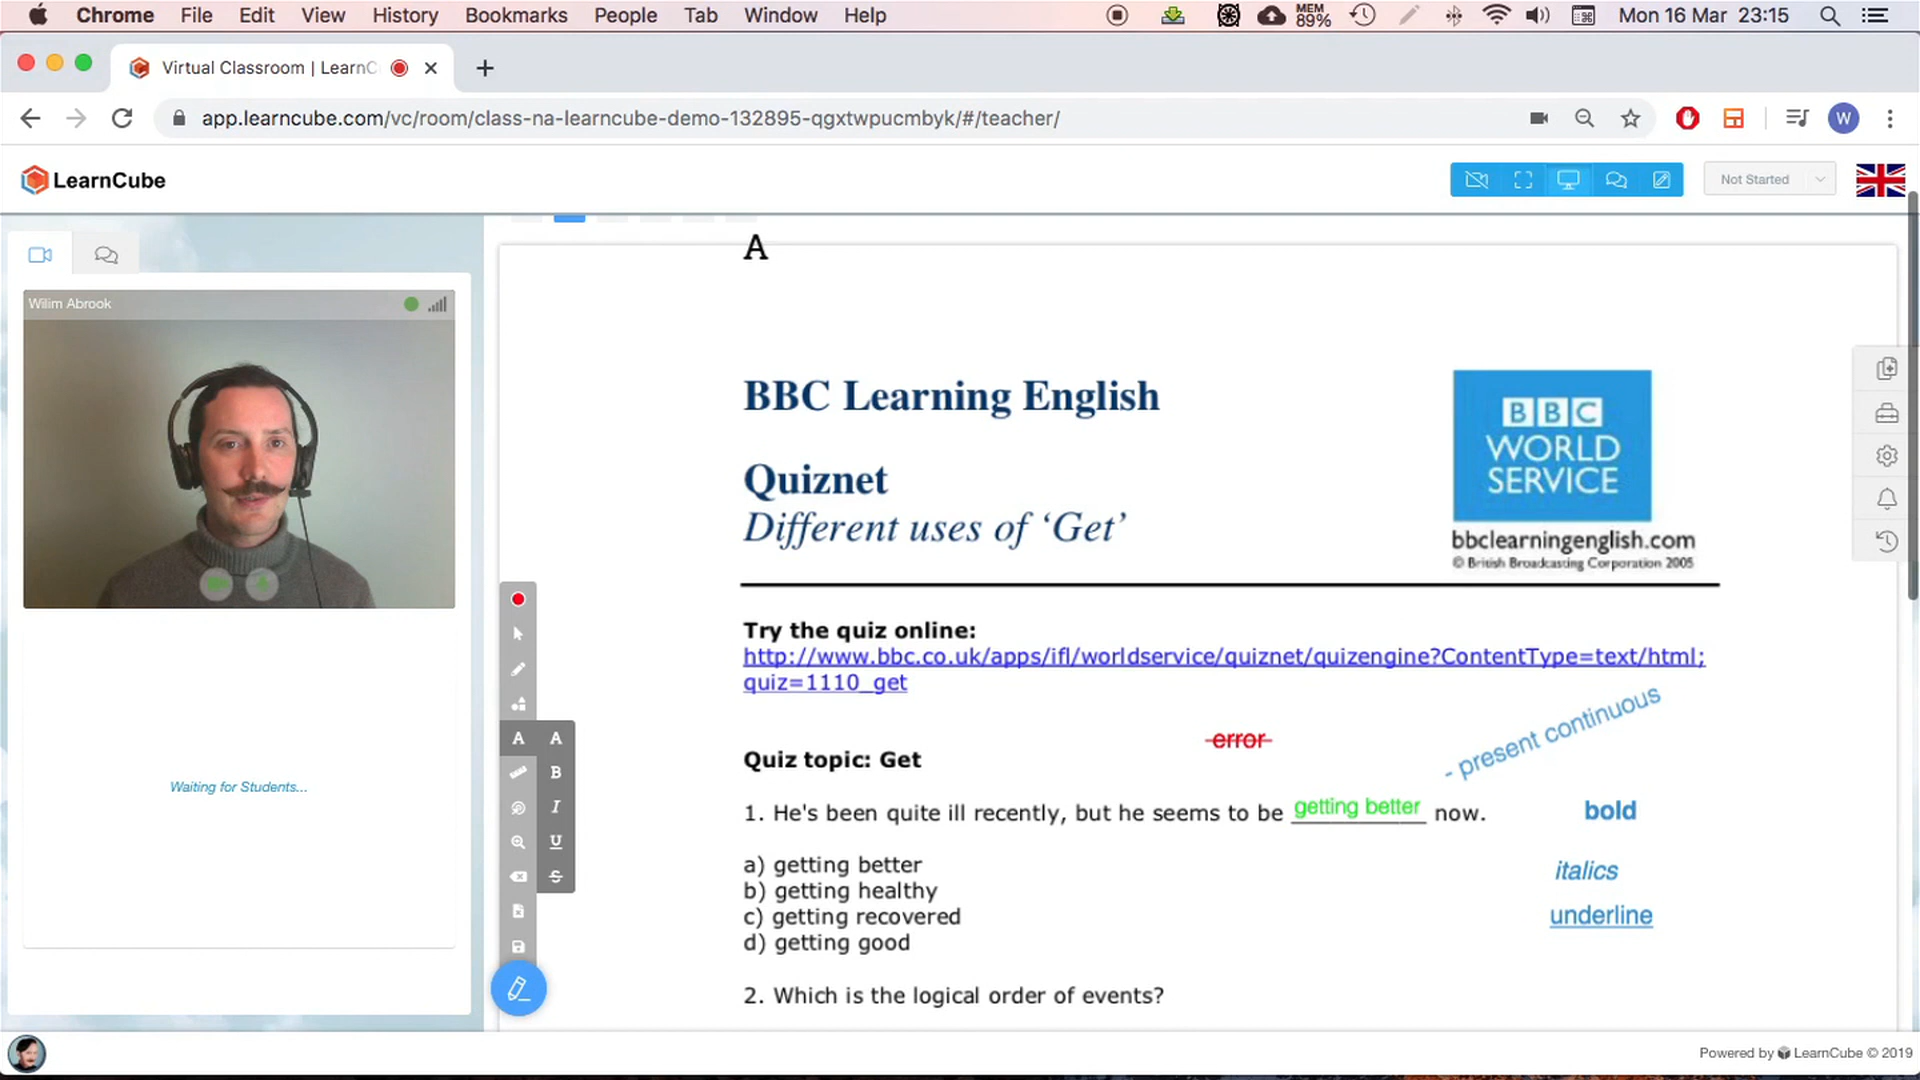 Chrome File Edit View History Bookmarks People Tab Window Help MEM 89% Mon 16 Mar 23:15
Virtual Classroom | LearnC
app.learncube.com/vc/room/class-na-learncube-demo-132895-qgxtwpucmbyk/#/teacher/ W
LearnCube Not Started
A
Wilim Abrook
BBC Learning English
BBC
WORLD
SERVICE
Quiznet
Different uses of ‘Get’
bbclearningenglish.com
© British Broadcasting Corporation 2005
Try the quiz online:
http://www.bbc.co.uk/apps/ifl/worldservice/quiznet/quizengine?ContentType=text/html;
quiz=1110_get
- present continuous
error
Quiz topic: Get
1. He's been quite ill recently, but he seems to be getting better now.
bold
a) getting better
italics
b) getting healthy
c) getting recovered
underline
d) getting good
2. Which is the logical order of events?
A A
B
I
U
S
Waiting for Students...
Powered by LearnCube © 2019